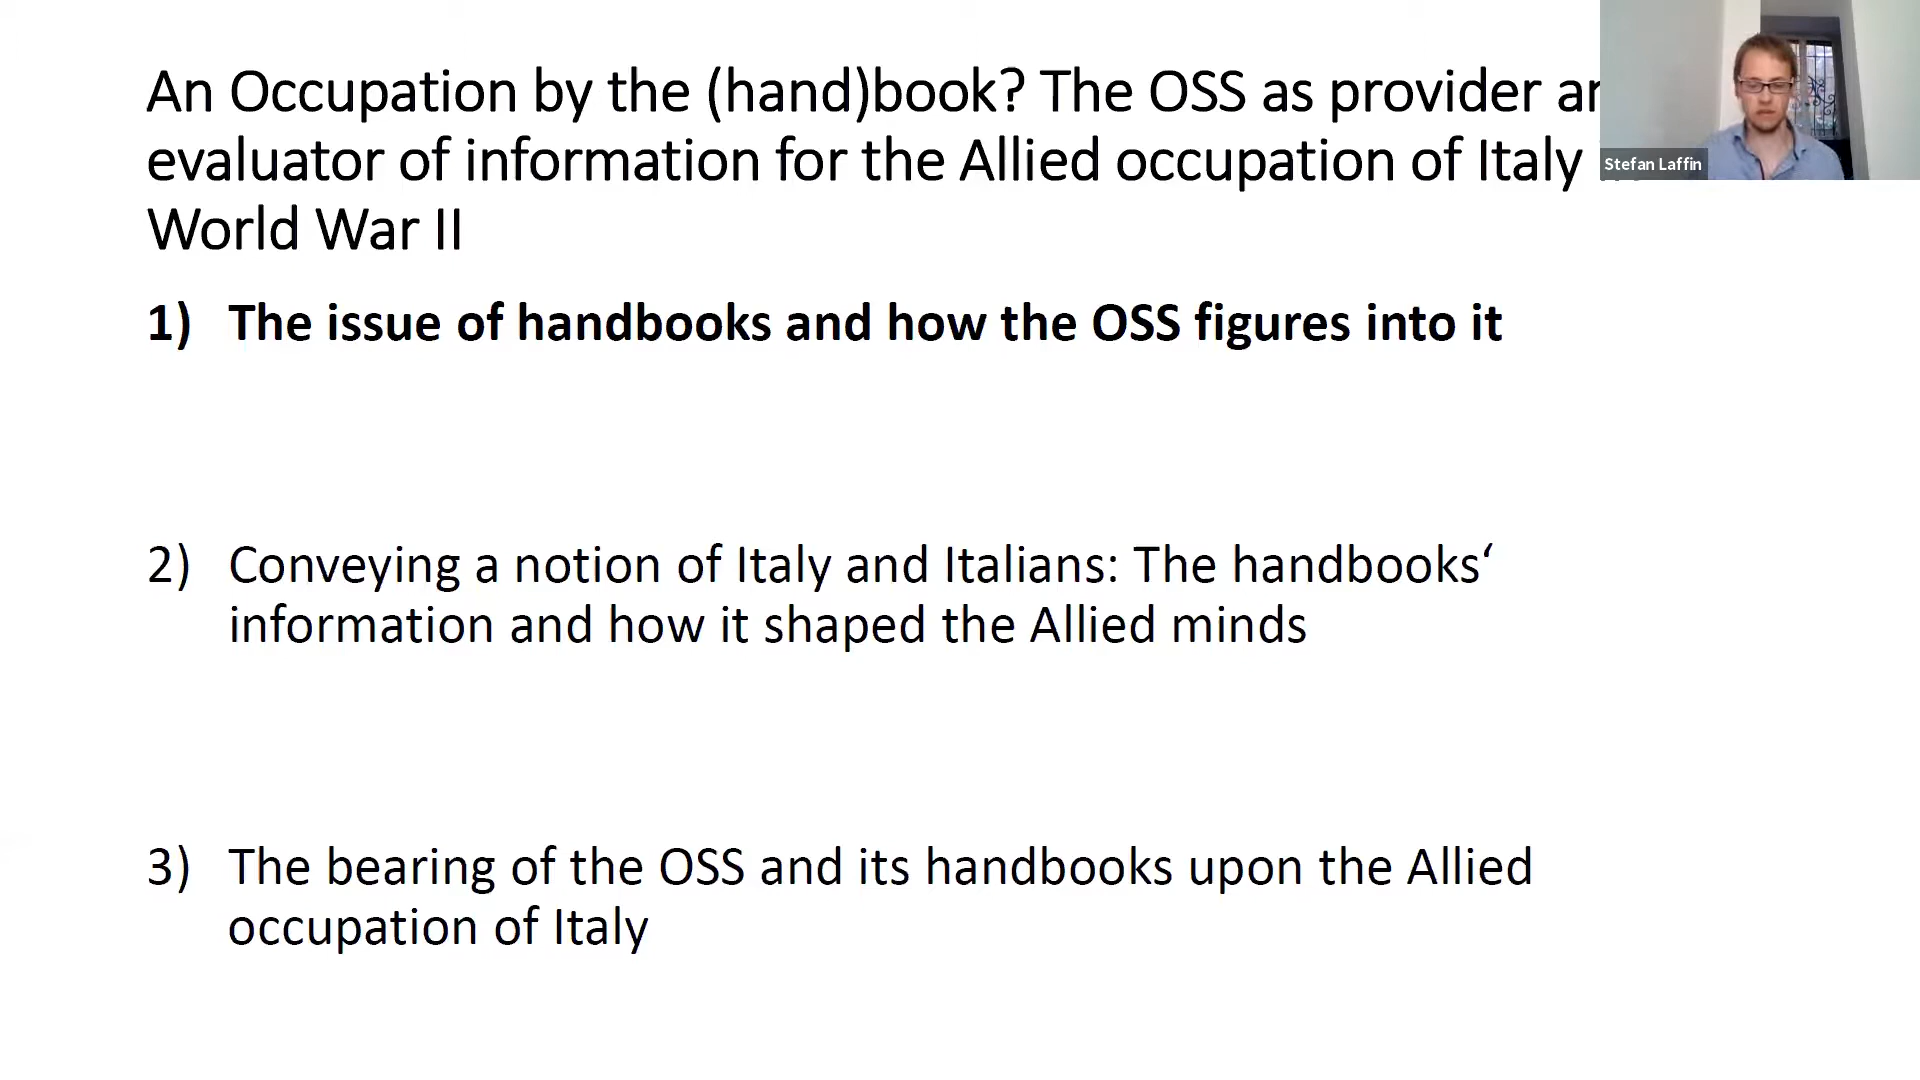 An Occupation by the (hand)book? The OSS as provider
evaluator of information for the Allied occupation of Italy
World War II
1) The issue of handbooks and how the OSS figures into it
2) Conveying a notion of Italy and Italians: The handbooks‘
information and how it shaped the Allied minds
3) The bearing of the OSS and its handbooks upon the Allied
occupation of Italy
Stefan Laffin